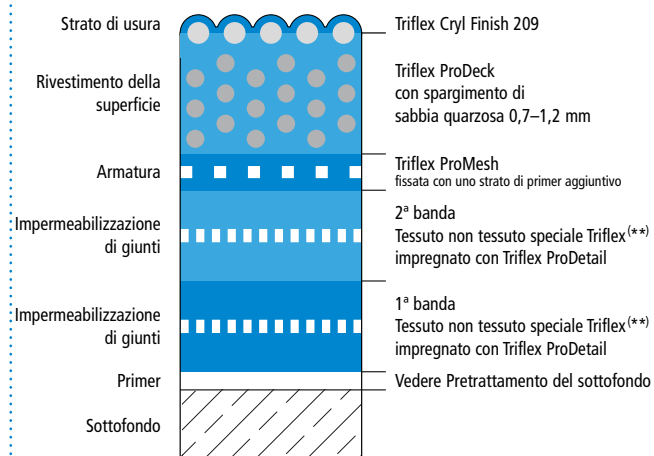 Strato di usura
Triflex Cryl Finish 209
Rivestimento della
superficie
Triflex ProDeck
con spargimento di
sabbia quarzosa 0,7–1,2 mm
Armatura
Triflex ProMesh
fissata con uno strato di primer aggiuntivo
Impermeabilizzazione
di giunti
2ª banda
Tessuto non tessuto speciale Triflex(**)
impregnato con Triflex ProDetail
Impermeabilizzazione
di giunti
1ª banda
Tessuto non tessuto speciale Triflex(**)
impregnato con Triflex ProDetail
Primer
Vedere Pretrattamento del sottofondo
Sottofondo